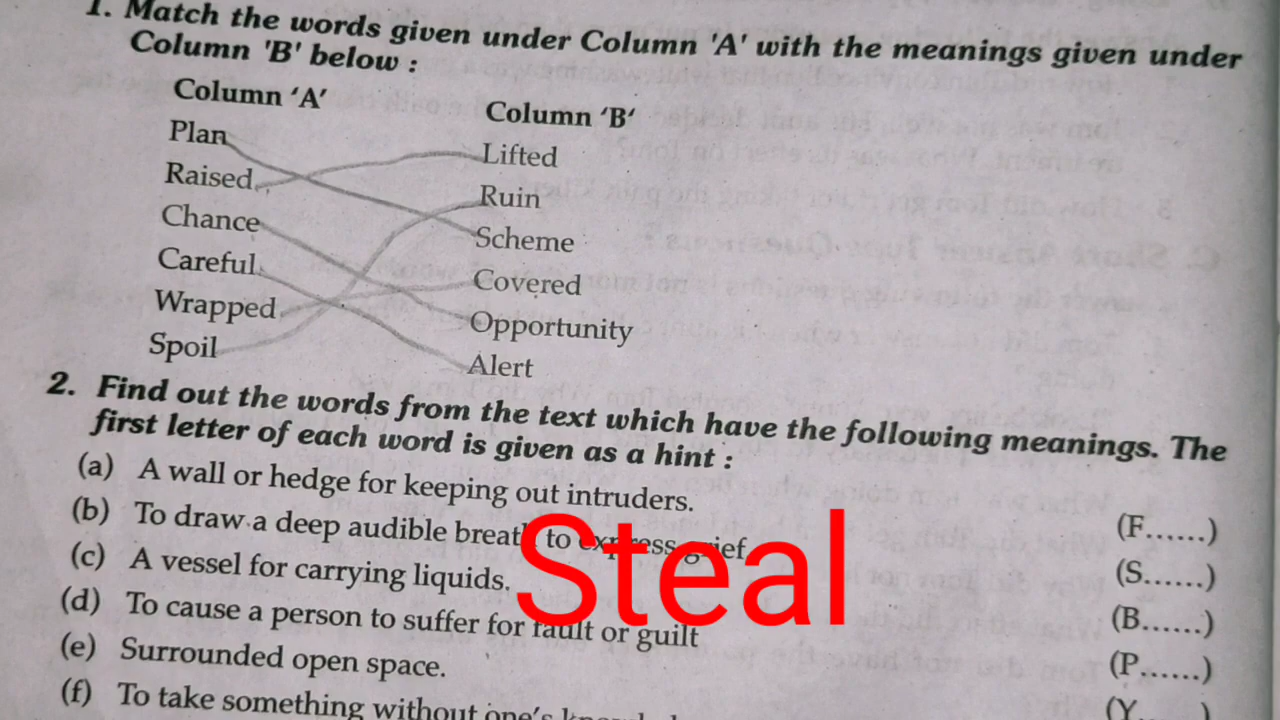 1. Match the words given under Column 'A' with the meanings given under
Column 'B' below :
Column 'A' Column 'B'
Plan Lifted
Raised Ruin
Chance Scheme
Careful Covered
Wrapped Opportunity
Spoil Alert
2. Find out the words from the text which have the following meanings. The
first letter of each word is given as a hint :
(a) A wall or hedge for keeping out intruders. (F......)
(b) To draw a deep audible breath to express grief (S......)
(c) A vessel for carrying liquids. (B......)
(d) To cause a person to suffer for fault or guilt (P......)
(e) Surrounded open space. (Y......)
(f) To take something without one's
Steal